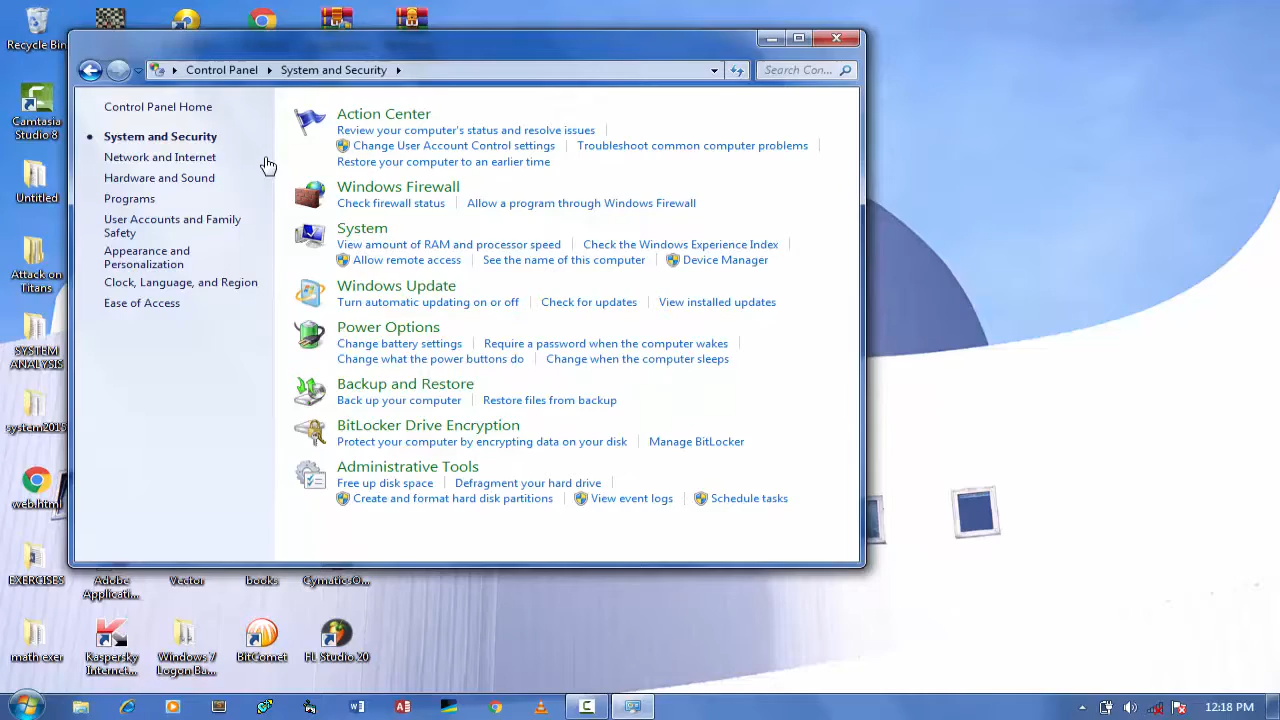 Recycle Bin
Control Panel
System and Security
Search Con...
Control Panel Home
System and Security
Network and Internet
Hardware and Sound
Programs
User Accounts and Family
Safety
Appearance and
Personalization
Clock, Language, and Region
Ease of Access
Action Center
Review your computer's status and resolve issues
Change User Account Control settings
Troubleshoot common computer problems
Restore your computer to an earlier time
Windows Firewall
Check firewall status
Allow a program through Windows Firewall
System
View amount of RAM and processor speed
Check the Windows Experience Index
Allow remote access
See the name of this computer
Device Manager
Windows Update
Turn automatic updating on or off
Check for updates
View installed updates
Power Options
Change battery settings
Require a password when the computer wakes
Change what the power buttons do
Change when the computer sleeps
Backup and Restore
Back up your computer
Restore files from backup
BitLocker Drive Encryption
Protect your computer by encrypting data on your disk
Manage BitLocker
Administrative Tools
Free up disk space
Defragment your hard drive
Create and format hard disk partitions
View event logs
Schedule tasks
Camtasia
Studio 8
Untitled
Attack on
Titans
SYSTEM
ANALYSIS
system2015
web.html
EXERCISES
Adobe
Applicati...
Vector
books
CymaticsO...
math exer
Kaspersky
Internet...
Windows 7
Logon Ba...
BitComet
FL Studio 20
12:18 PM